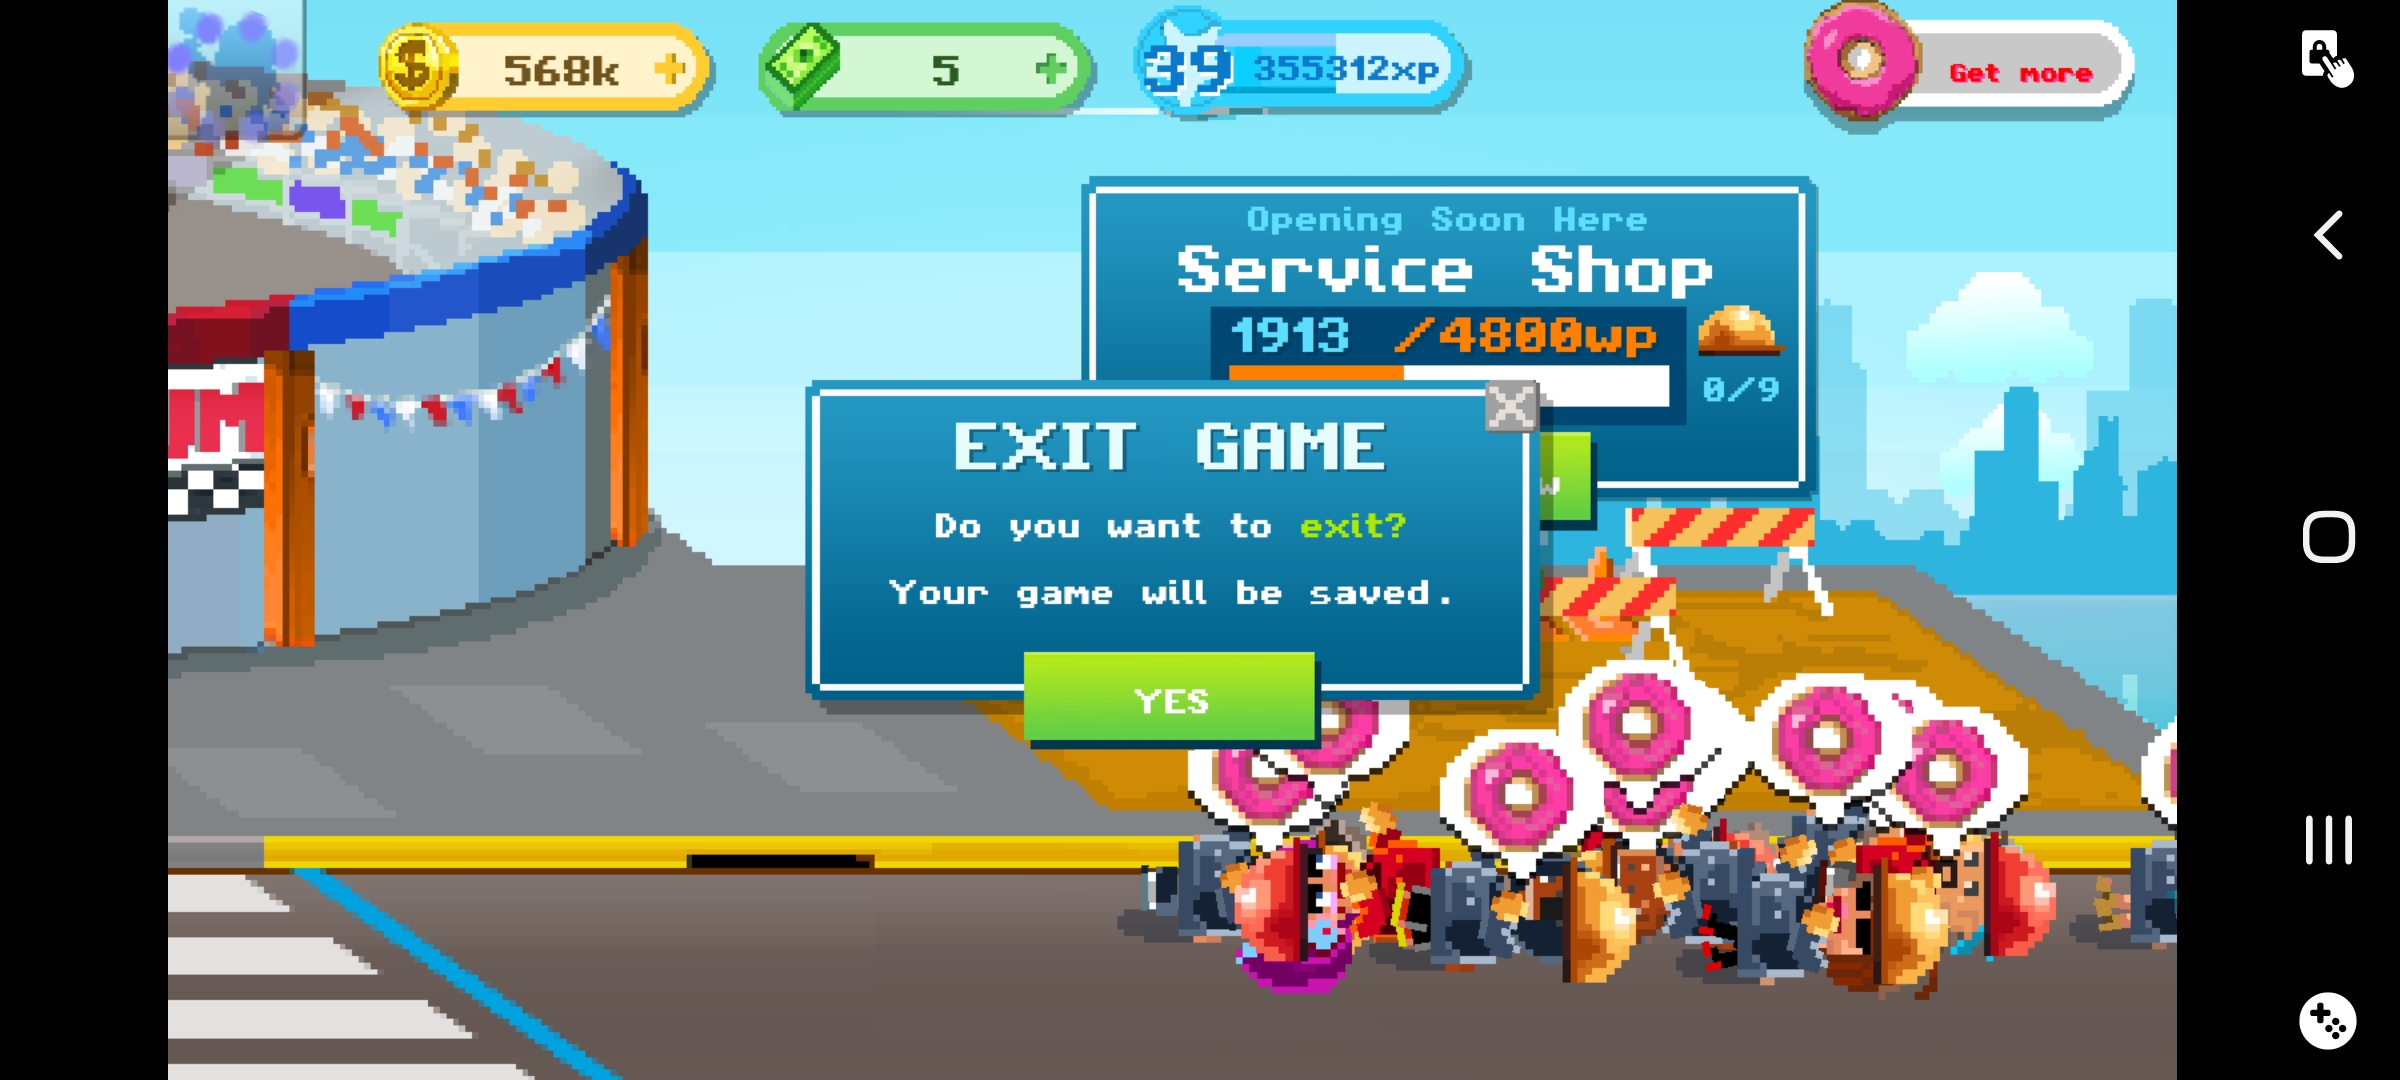 568k
5
39
355312xp
Get more
Opening Soon Here
Service Shop
1913 /4800wp
0/9
EXIT GAME
Do you want to exit?
Your game will be saved.
YES